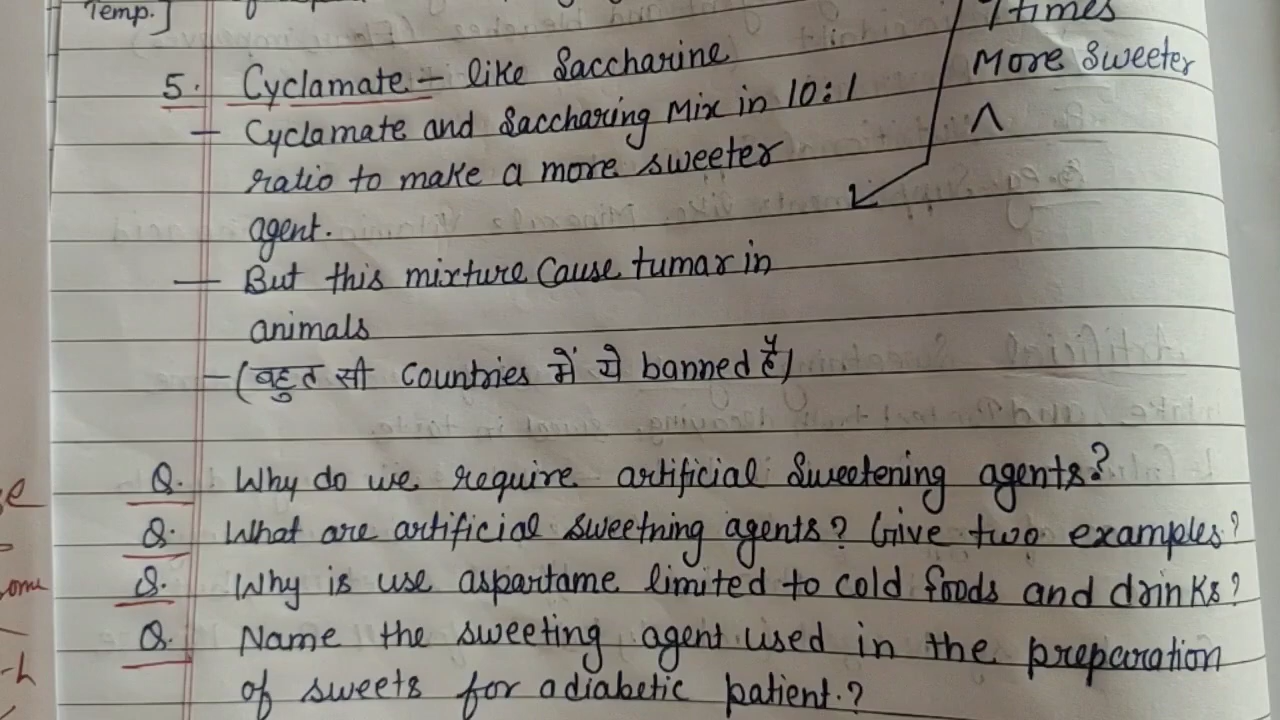 Temp.]
7 times
More Sweeter
^
5. Cyclamate – like Saccharine
– Cyclamate and Saccharing Mix in 10:1
ratio to make a more sweeter
agent.
– But this mixture Cause tumar in
animals
– (बहुत सी Countries में ये banned है)
Q. Why do we require artificial Sweetening agents?
Q. What are artificial sweetning agents? Give two examples?
Q. Why is use aspartame limited to cold foods and drinks?
Q. Name the sweeting agent used in the preparation
of sweets for a diabetic patient.?